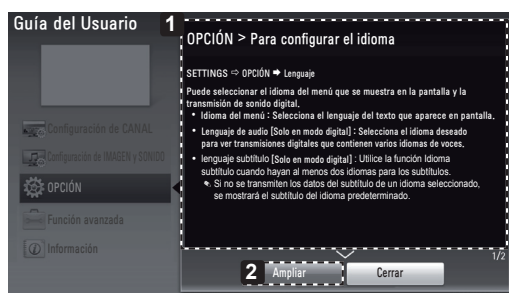 Guía del Usuario
1
OPCIÓN > Para configurar el idioma
SETTINGS ⇨ OPCIÓN ➡ Lenguaje
Puede seleccionar el idioma del menú que se muestra en la pantalla y la
transmisión de sonido digital.
• Idioma del menú : Selecciona el lenguaje del texto que aparece en pantalla.
• Lenguaje de audio [Solo en modo digital] : Selecciona el idioma deseado
para ver transmisiones digitales que contienen varios idiomas de voces.
• lenguaje subtítulo [Solo en modo digital] : Utilice la función Idioma
subtítulo cuando hayan al menos dos idiomas para los subtítulos.
Si no se transmiten los datos del subtítulo de un idioma seleccionado,
se mostrará el subtítulo del idioma predeterminado.
Configuración de CANAL
Configuración de IMAGEN y SONIDO
OPCIÓN
Función avanzada
Información
1/2
2
Ampliar
Cerrar